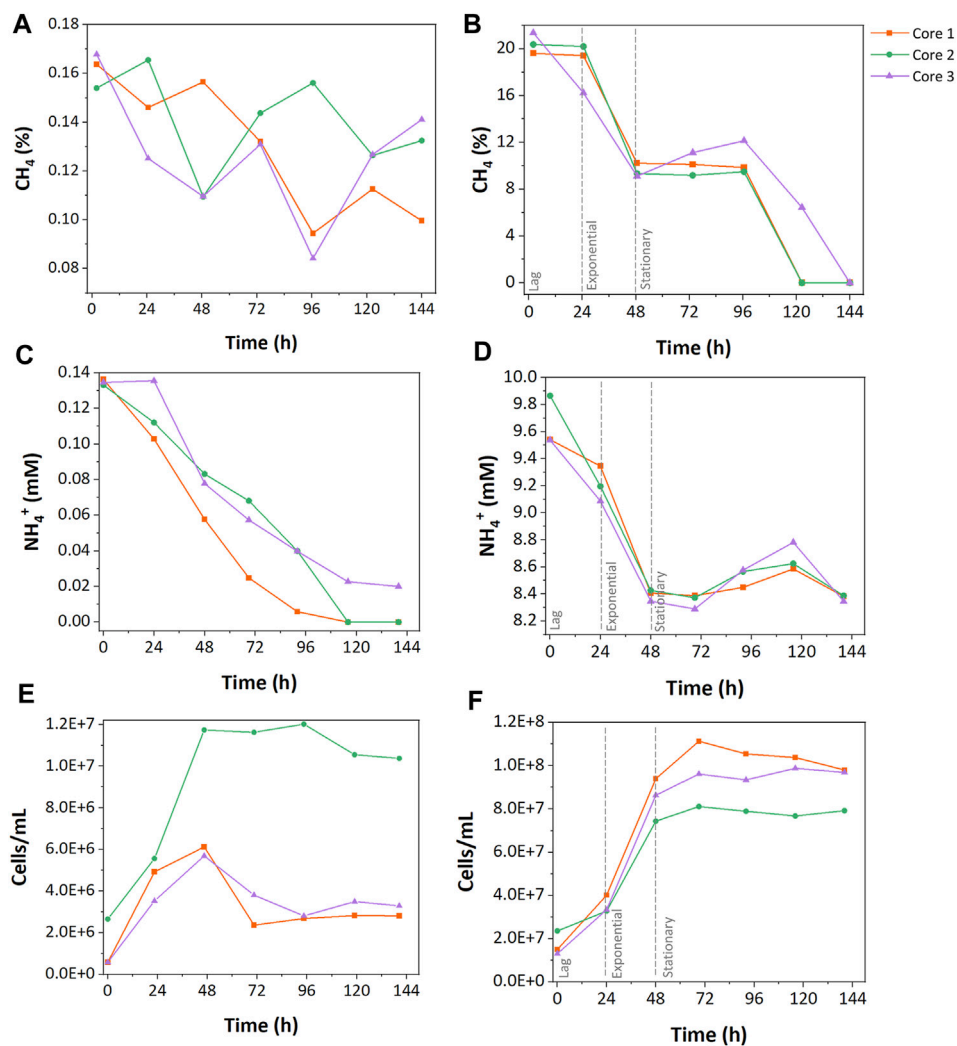 A
0.18
0.16
0.14
0.12
0.10
0.08
CH₄ (%)
0 24 48 72 96 120 144
Time (h)
B
20
16
12
8
4
0
CH₄ (%)
Lag
Exponential
Stationary
0 24 48 72 96 120 144
Time (h)
Core 1
Core 2
Core 3
C
0.14
0.12
0.10
0.08
0.06
0.04
0.02
0.00
NH₄⁺ (mM)
0 24 48 72 96 120 144
Time (h)
D
10.0
9.8
9.6
9.4
9.2
9.0
8.8
8.6
8.4
8.2
NH₄⁺ (mM)
Lag
Exponential
Stationary
0 24 48 72 96 120 144
Time (h)
E
1.2E+7
1.0E+7
8.0E+6
6.0E+6
4.0E+6
2.0E+6
0.0E+0
Cells/mL
0 24 48 72 96 120 144
Time (h)
F
1.2E+8
1.0E+8
8.0E+7
6.0E+7
4.0E+7
2.0E+7
0.0E+0
Cells/mL
Lag
Exponential
Stationary
0 24 48 72 96 120 144
Time (h)